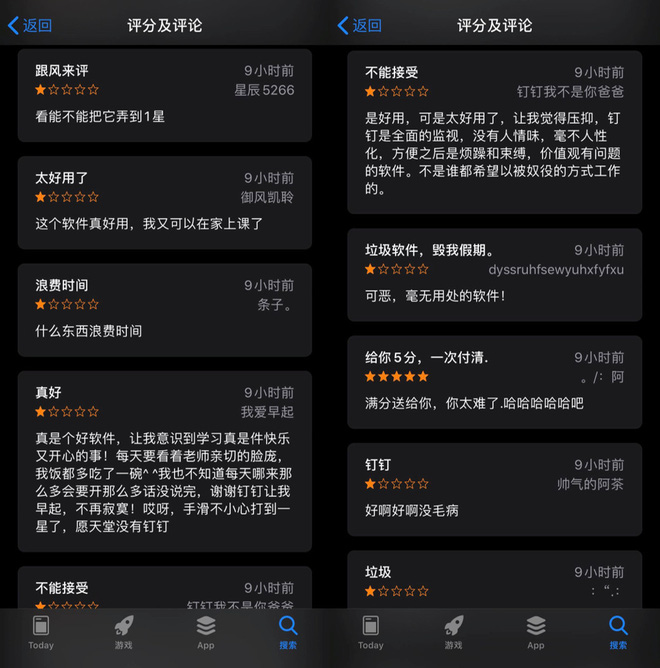 返回
评分及评论
跟风来评
9小时前
★☆☆☆☆
星辰5266
看能不能把它弄到1星
太好用了
9小时前
★☆☆☆☆
御风凯聆
这个软件真好用，我又可以在家上课了
浪费时间
9小时前
★☆☆☆☆
条子。
什么东西浪费时间
真好
9小时前
★☆☆☆☆
我爱早起
真是个好软件，让我意识到学习真是件快乐
又开心的事！每天要看着老师亲切的脸庞，
我饭都多吃了一碗^ ^我也不知道每天哪来那
么多会要开那么多话没说完，谢谢钉钉让我
早起，不再寂寞！哎呀，手滑不小心打到一
星了，愿天堂没有钉钉
不能接受
9小时前
★☆☆☆☆
钉钉我不是你爸爸
Today
游戏
App
搜索
返回
评分及评论
不能接受
9小时前
★☆☆☆☆
钉钉我不是你爸爸
是好用，可是太好用了，让我觉得压抑，钉
钉是全面的监视，没有人情味，毫不人性
化，方便之后是烦躁和束缚，价值观有问题
的软件。不是谁都希望以被奴役的方式工作
的。
垃圾软件，毁我假期。
9小时前
★☆☆☆☆
dyssruhfsewyuhxfyfxu
可恶，毫无用处的软件！
给你5分，一次付清.
9小时前
★★★★★
。/：阿
满分送给你，你太难了.哈哈哈哈哈吧
钉钉
9小时前
★☆☆☆☆
帅气的阿茶
好啊好啊没毛病
垃圾
9小时前
★☆☆☆☆
：“.：
Today
游戏
App
搜索